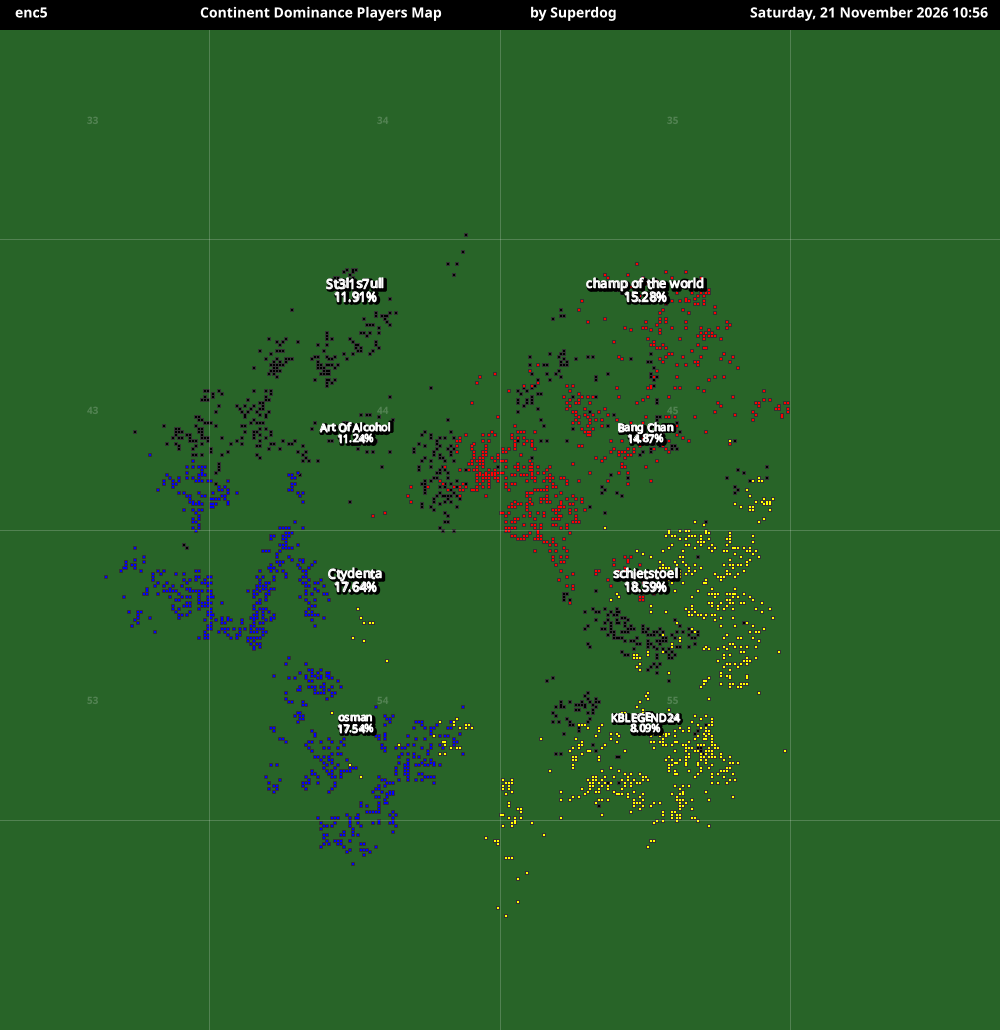 enc5 Continent Dominance Players Map by Superdog Saturday, 21 November 2026 10:56
33 34 35
St3l1s7ull champ of the world
11.91% 15.28%
43 44 45
Art Of Alcohol Bang Chan
11.24% 14.87%
Ctydenta schietstoel
17.64% 18.59%
53 54 55
osman KBLEGEND24
17.54% 8.09%